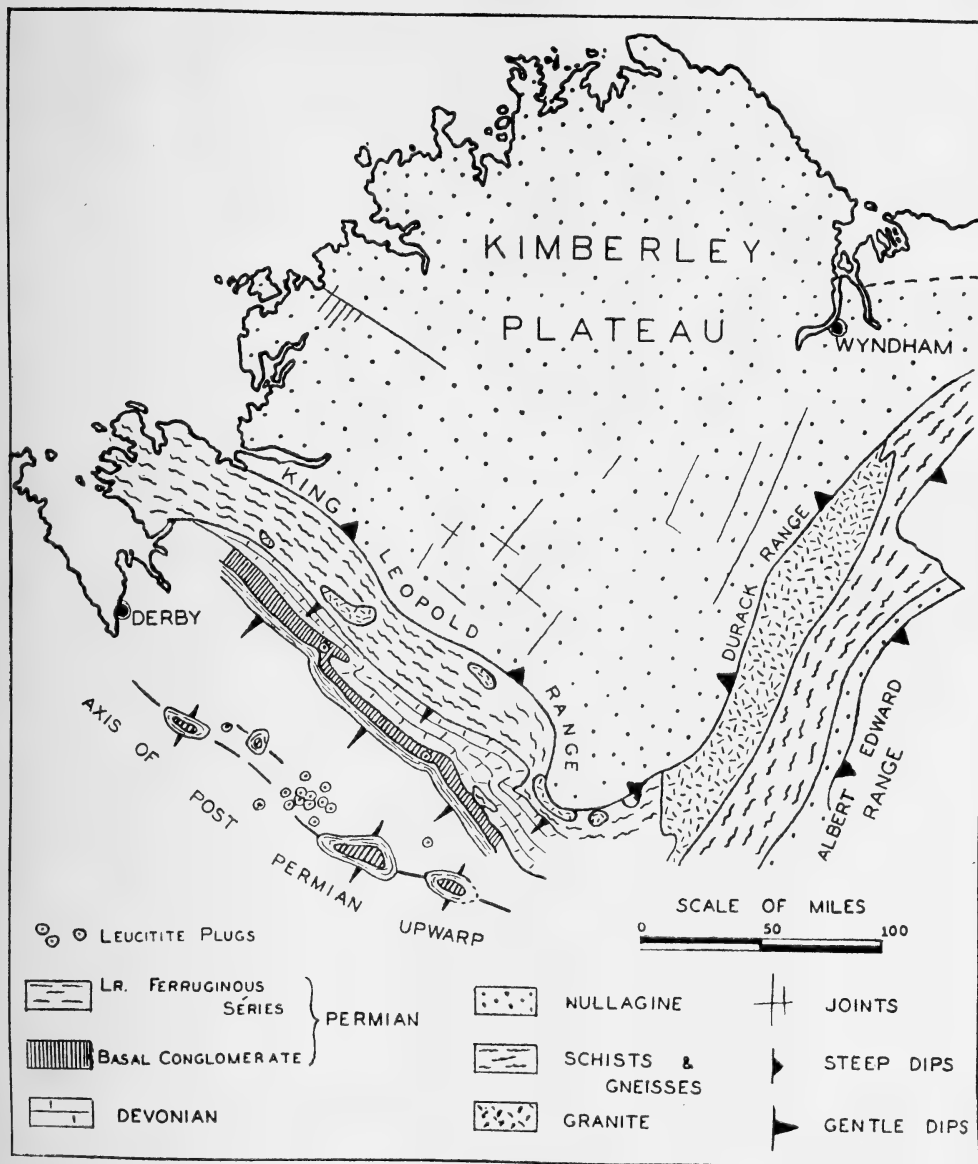 KIMBERLEY
PLATEAU
WYNDHAM
KING
LEOPOLD
RANGE
DURACK RANGE
DERBY
ALBERT EDWARD
RANGE
AXIS OF
POST
PERMIAN
UPWARP
SCALE OF MILES
0 50 100
LEUCITITE PLUGS
LR. FERRUGINOUS
SÉRIES
PERMIAN
BASAL CONGLOMERATE
DEVONIAN
NULLAGINE
SCHISTS &
GNEISSES
GRANITE
JOINTS
STEEP DIPS
GENTLE DIPS